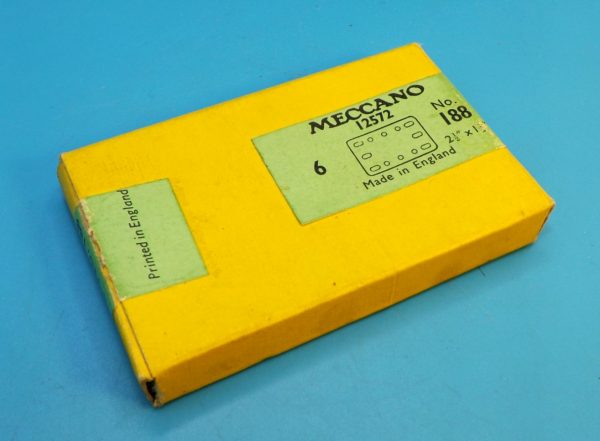 MECCANO
12572
No.
188
6
2½" x 1½
Made in England
Printed in England